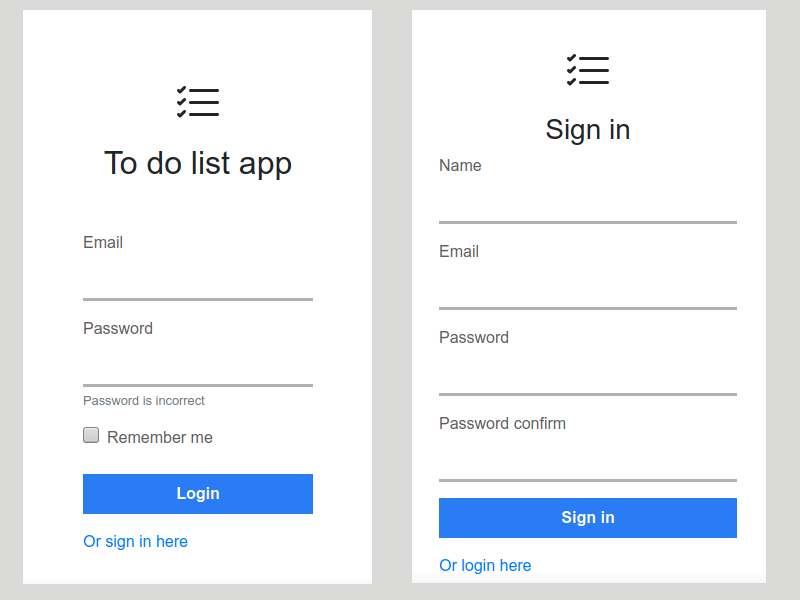 To do list app
Email
Password
Password is incorrect
Remember me
Login
Or sign in here
Sign in
Name
Email
Password
Password confirm
Sign in
Or login here